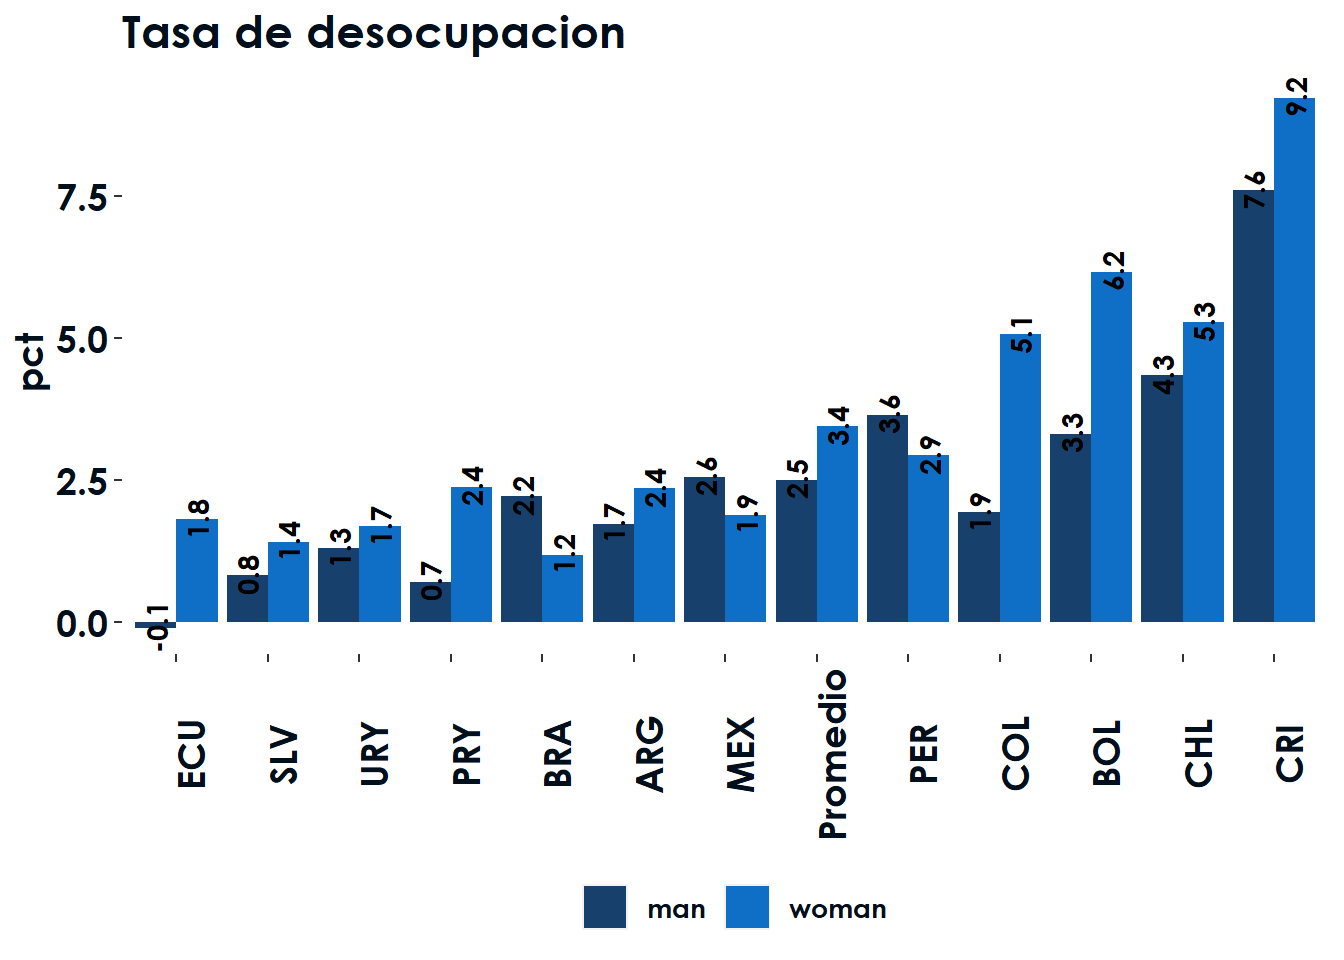 Tasa de desocupacion
pct
7.5
5.0
2.5
0.0
-0.1
1.8
0.8
1.4
1.3
1.7
0.7
2.4
2.2
1.2
1.7
2.4
2.6
1.9
2.5
3.4
3.6
2.9
1.9
5.1
3.3
6.2
4.3
5.3
7.6
9.2
ECU
SLV
URY
PRY
BRA
ARG
MEX
Promedio
PER
COL
BOL
CHL
CRI
man
woman